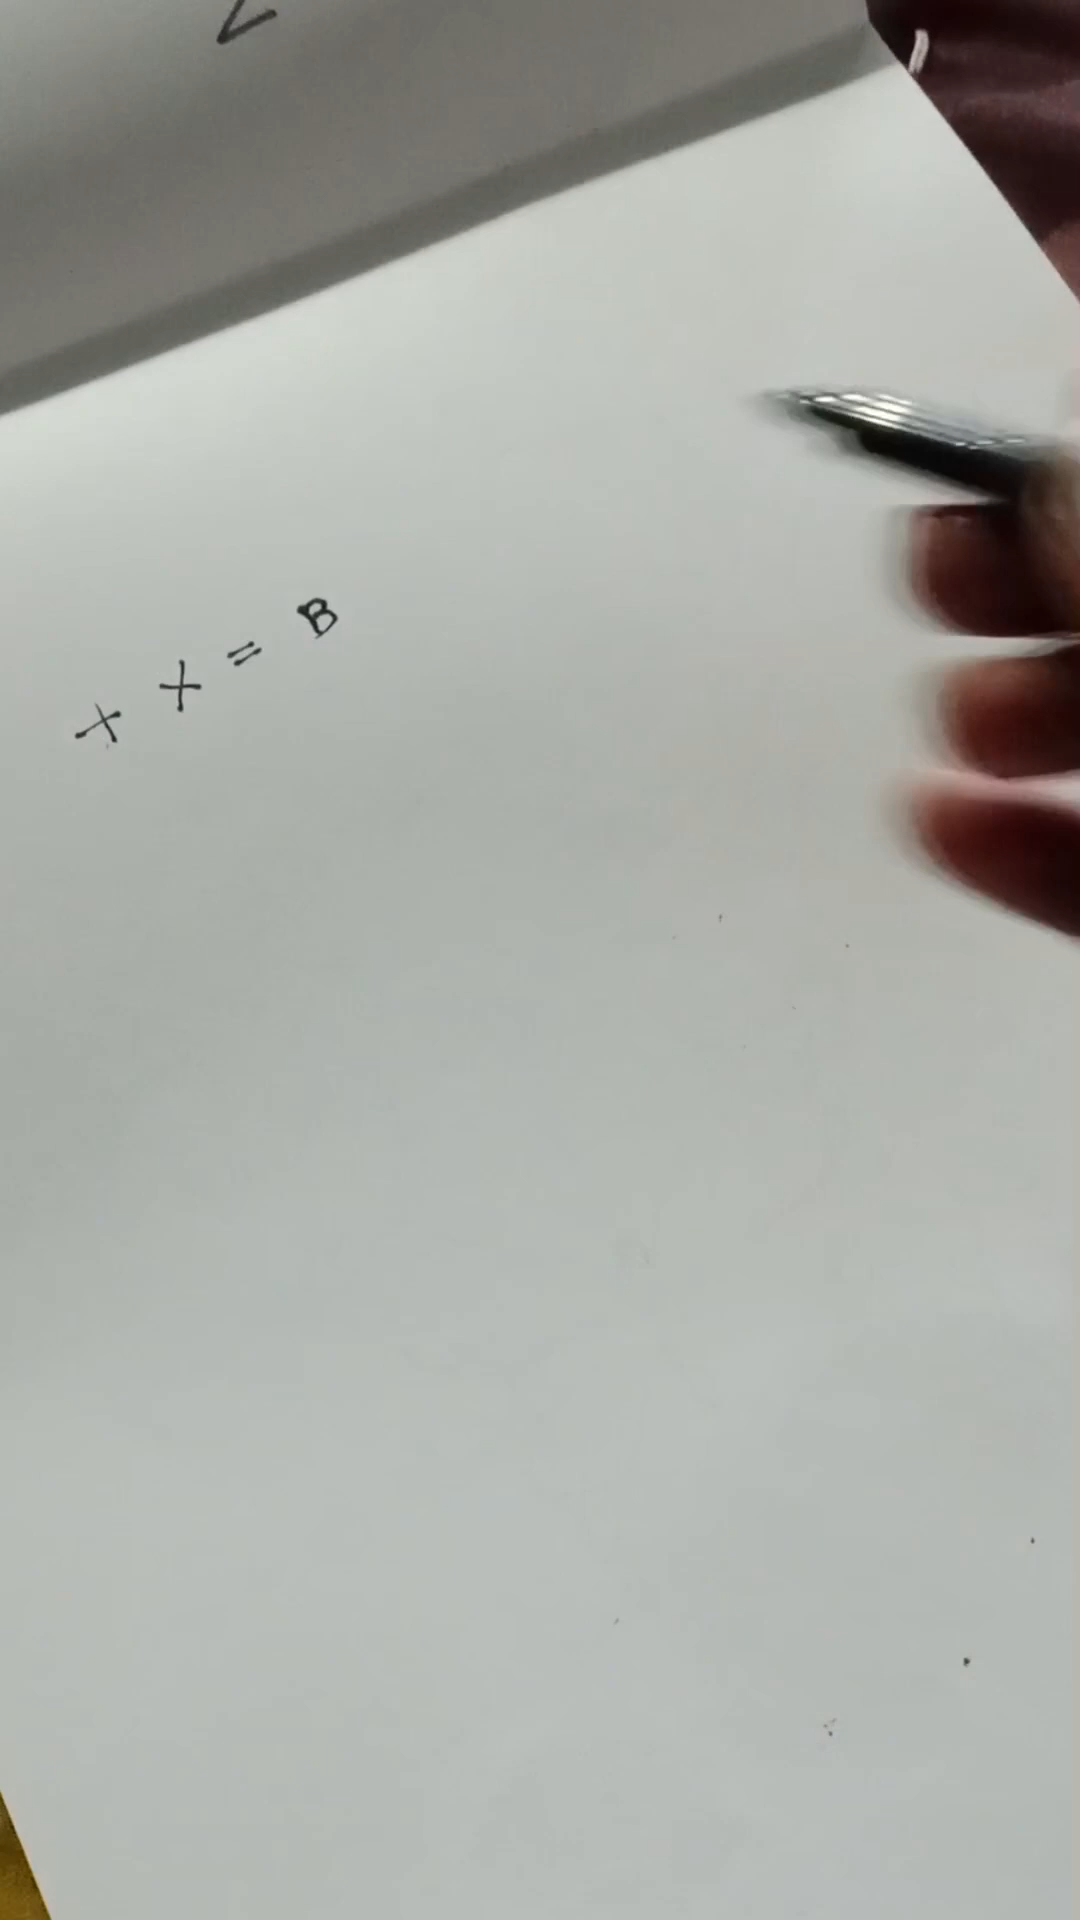 + X = B